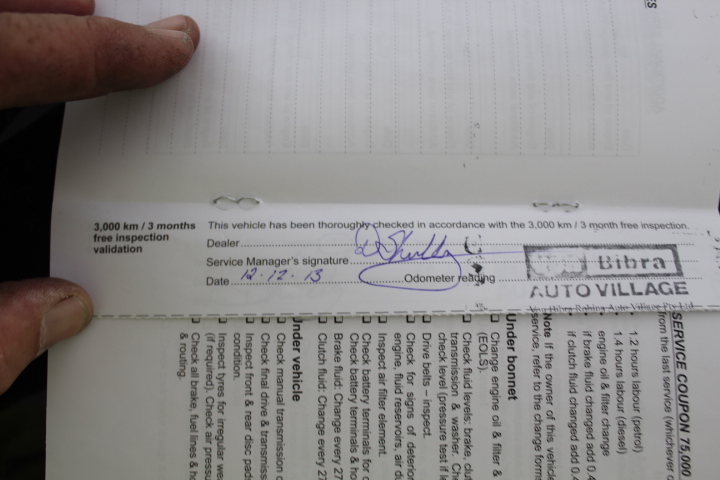 3,000 km / 3 months
free inspection
validation
This vehicle has been thoroughly checked in accordance with the 3,000 km / 3 month free inspection.
Dealer
Service Manager's signature
Date 12.12.13 Odometer reading
Bibra
AUTO VILLAGE
SERVICE COUPON 75,000
from the last service (whichever
1.2 hours labour (petrol)
1.4 hours labour (diesel)
engine oil & filter change
if brake fluid changed add 0.4
if clutch fluid changed add 0.
Note If the owner of this vehicle
service, refer to the change form
Under bonnet
❑ Change engine oil & filter &
(EOLS).
❑ Check fluid levels: brake, clut
transmission & washer. Che
check level (pressure test if
❑ Drive belts – inspect.
❑ Check for signs of deterior
engine, fluid reservoirs, air d
❑ Inspect air filter element.
❑ Check battery terminals for
Check battery terminals & ho
❑ Brake fluid: Change every 2
❑ Clutch fluid: Change every 27
Under vehicle
❑ Check manual transmission
❑ Check final drive & transmiss
❑ Inspect front & rear disc pad
condition.
❑ Inspect tyres for irregular we
(if required). Check air pressu
❑ Check all brake, fuel lines & h
& routing.